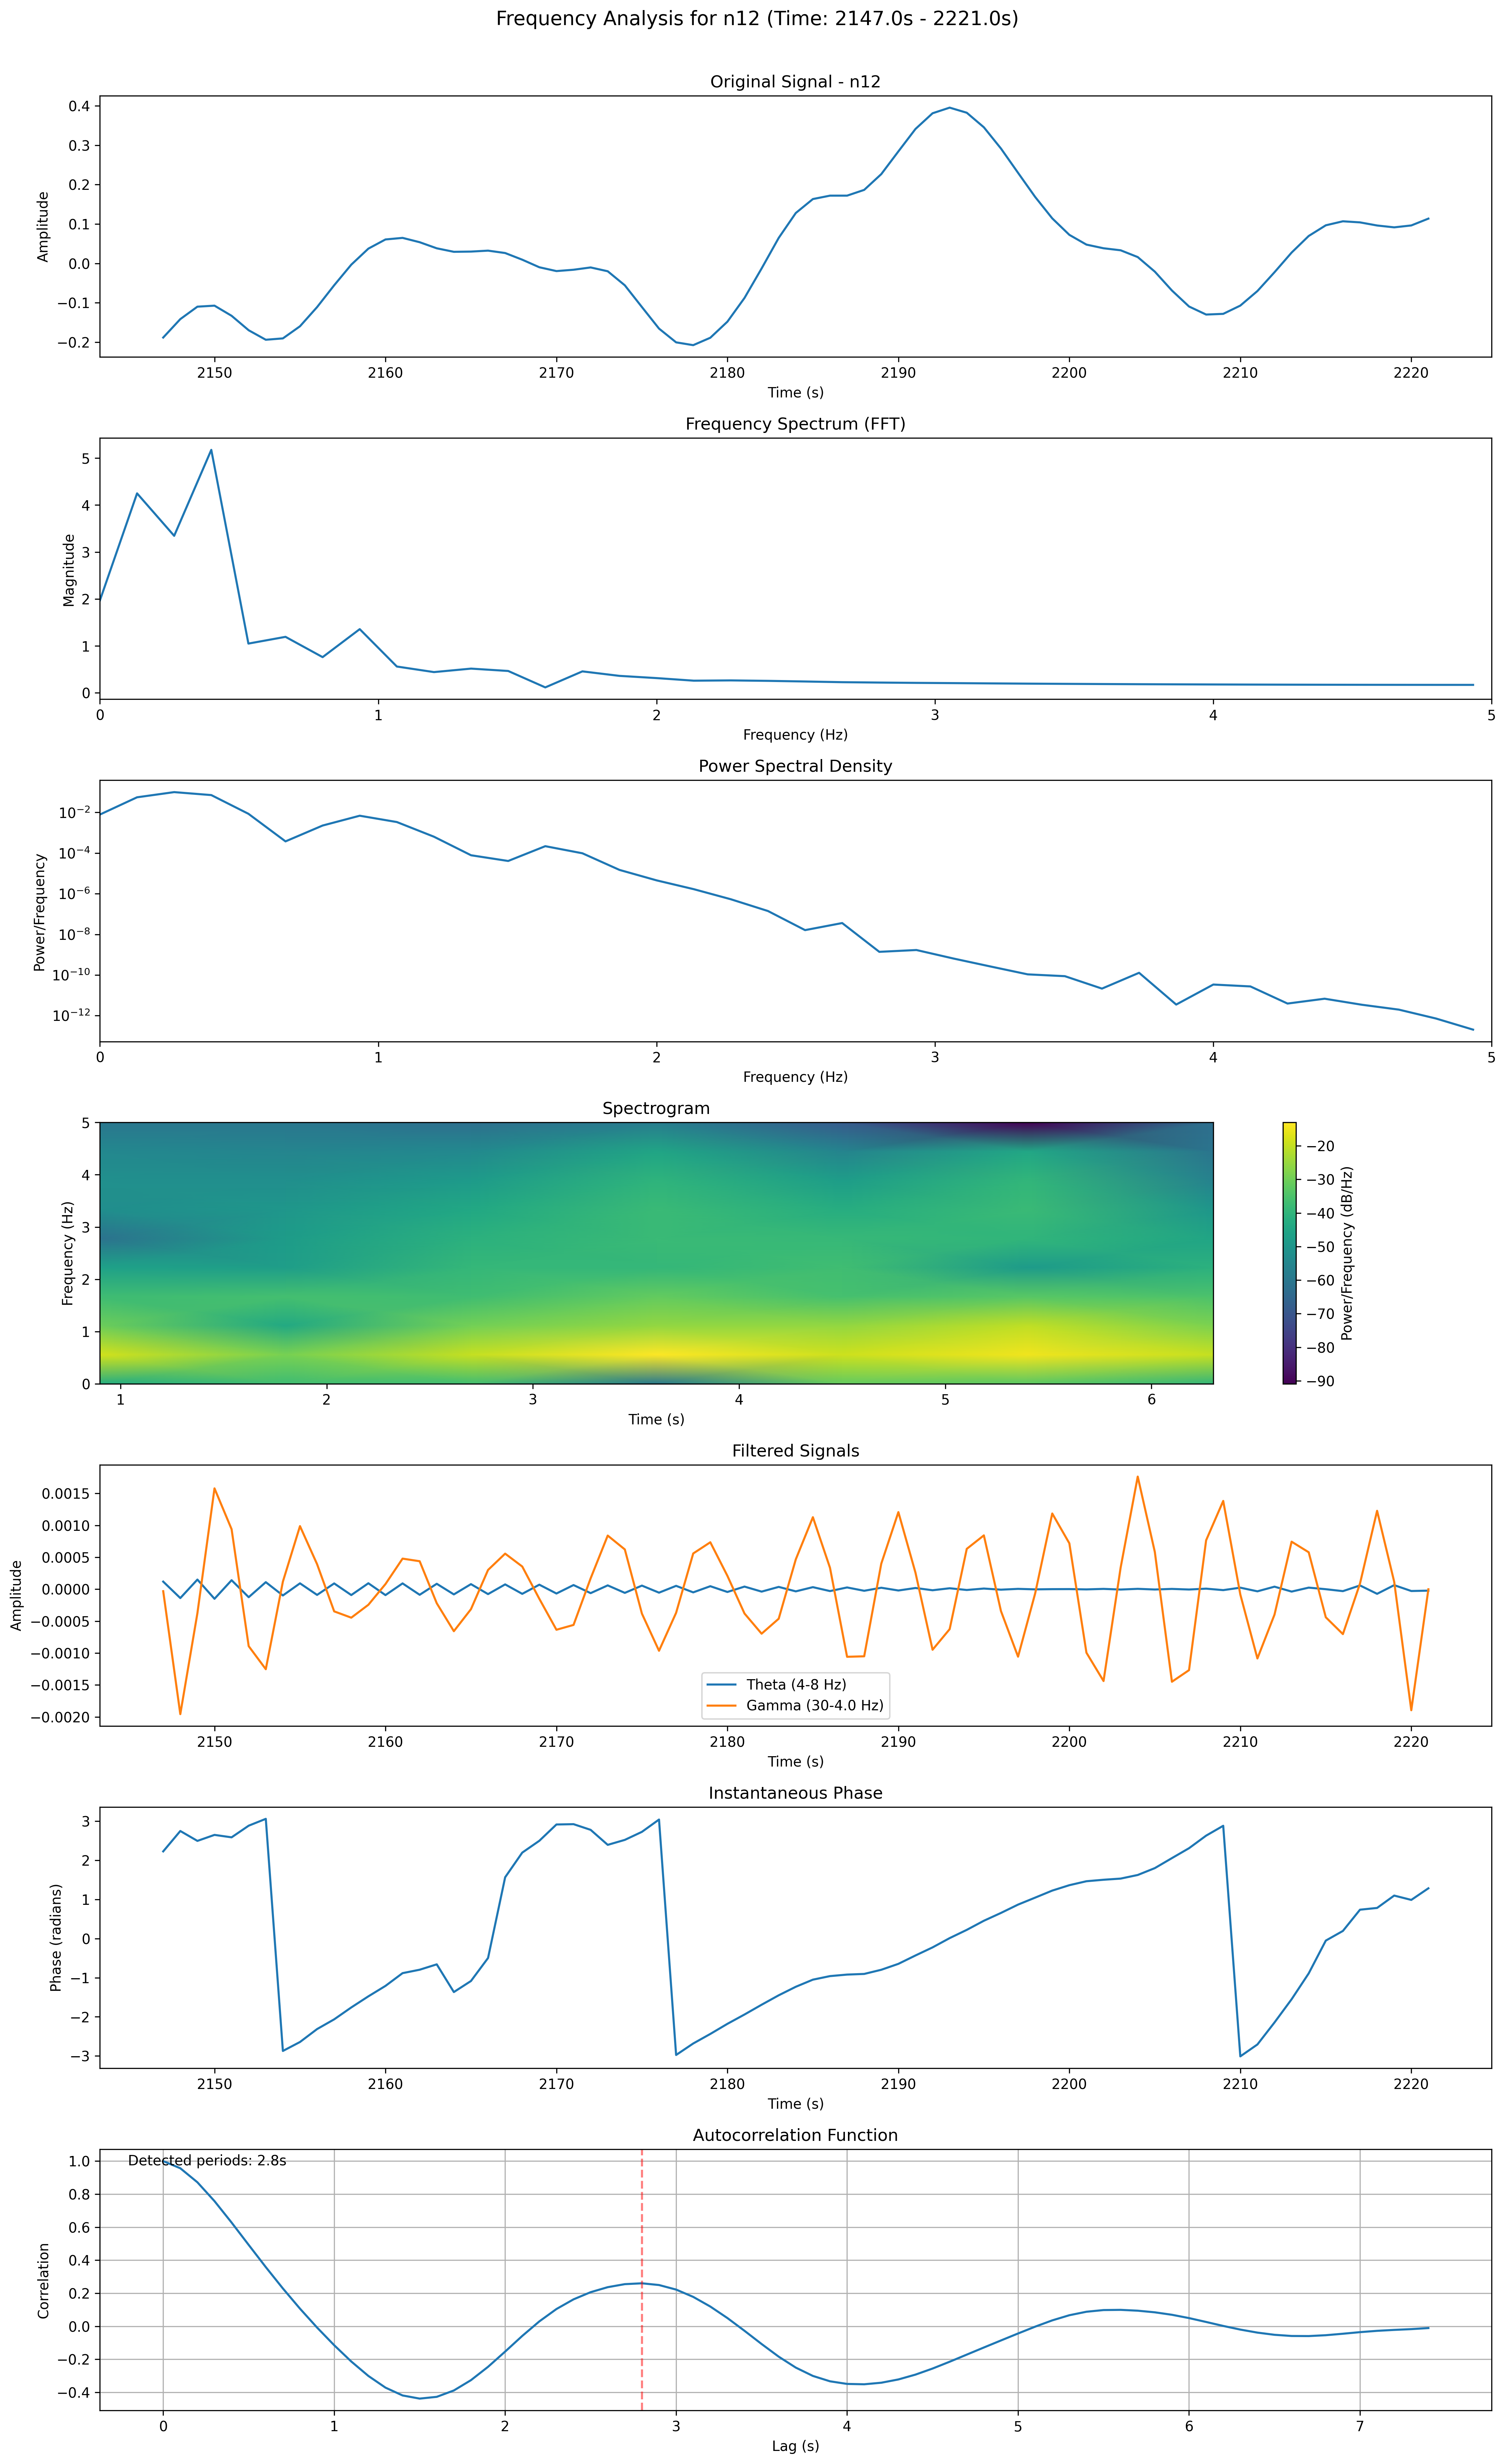 Frequency Analysis for n12 (Time: 2147.0s - 2221.0s)
Original Signal - n12
Amplitude
0.4
0.3
0.2
0.1
0.0
−0.1
−0.2
2150 2160 2170 2180 2190 2200 2210 2220
Time (s)
Frequency Spectrum (FFT)
Magnitude
5
4
3
2
1
0
0 1 2 3 4 5
Frequency (Hz)
Power Spectral Density
Power/Frequency
10⁻²
10⁻⁴
10⁻⁶
10⁻⁸
10⁻¹⁰
10⁻¹²
0 1 2 3 4 5
Frequency (Hz)
Spectrogram
Frequency (Hz)
5
4
3
2
1
0
1 2 3 4 5 6
Time (s)
−20
−30
−40
−50
−60
−70
−80
−90
Power/Frequency (dB/Hz)
Filtered Signals
Amplitude
0.0015
0.0010
0.0005
0.0000
−0.0005
−0.0010
−0.0015
−0.0020
Theta (4-8 Hz)
Gamma (30-4.0 Hz)
2150 2160 2170 2180 2190 2200 2210 2220
Time (s)
Instantaneous Phase
Phase (radians)
3
2
1
0
−1
−2
−3
2150 2160 2170 2180 2190 2200 2210 2220
Time (s)
Autocorrelation Function
Detected periods: 2.8s
Correlation
1.0
0.8
0.6
0.4
0.2
0.0
−0.2
−0.4
0 1 2 3 4 5 6 7
Lag (s)